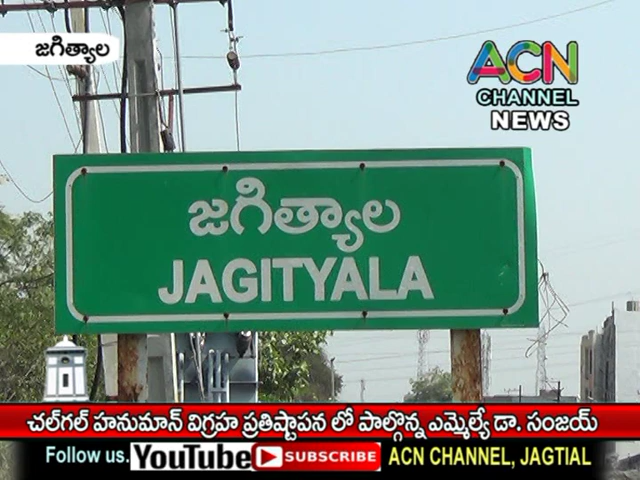 జగిత్యాల
ACN
CHANNEL
NEWS
జగిత్యాల
JAGITYALA
చల్‌గల్ హనుమాన్ విగ్రహ ప్రతిష్టాపన లో పాల్గొన్న ఎమ్మెల్యే డా. సంజయ్
Follow us. YouTube SUBSCRIBE ACN CHANNEL, JAGTIAL